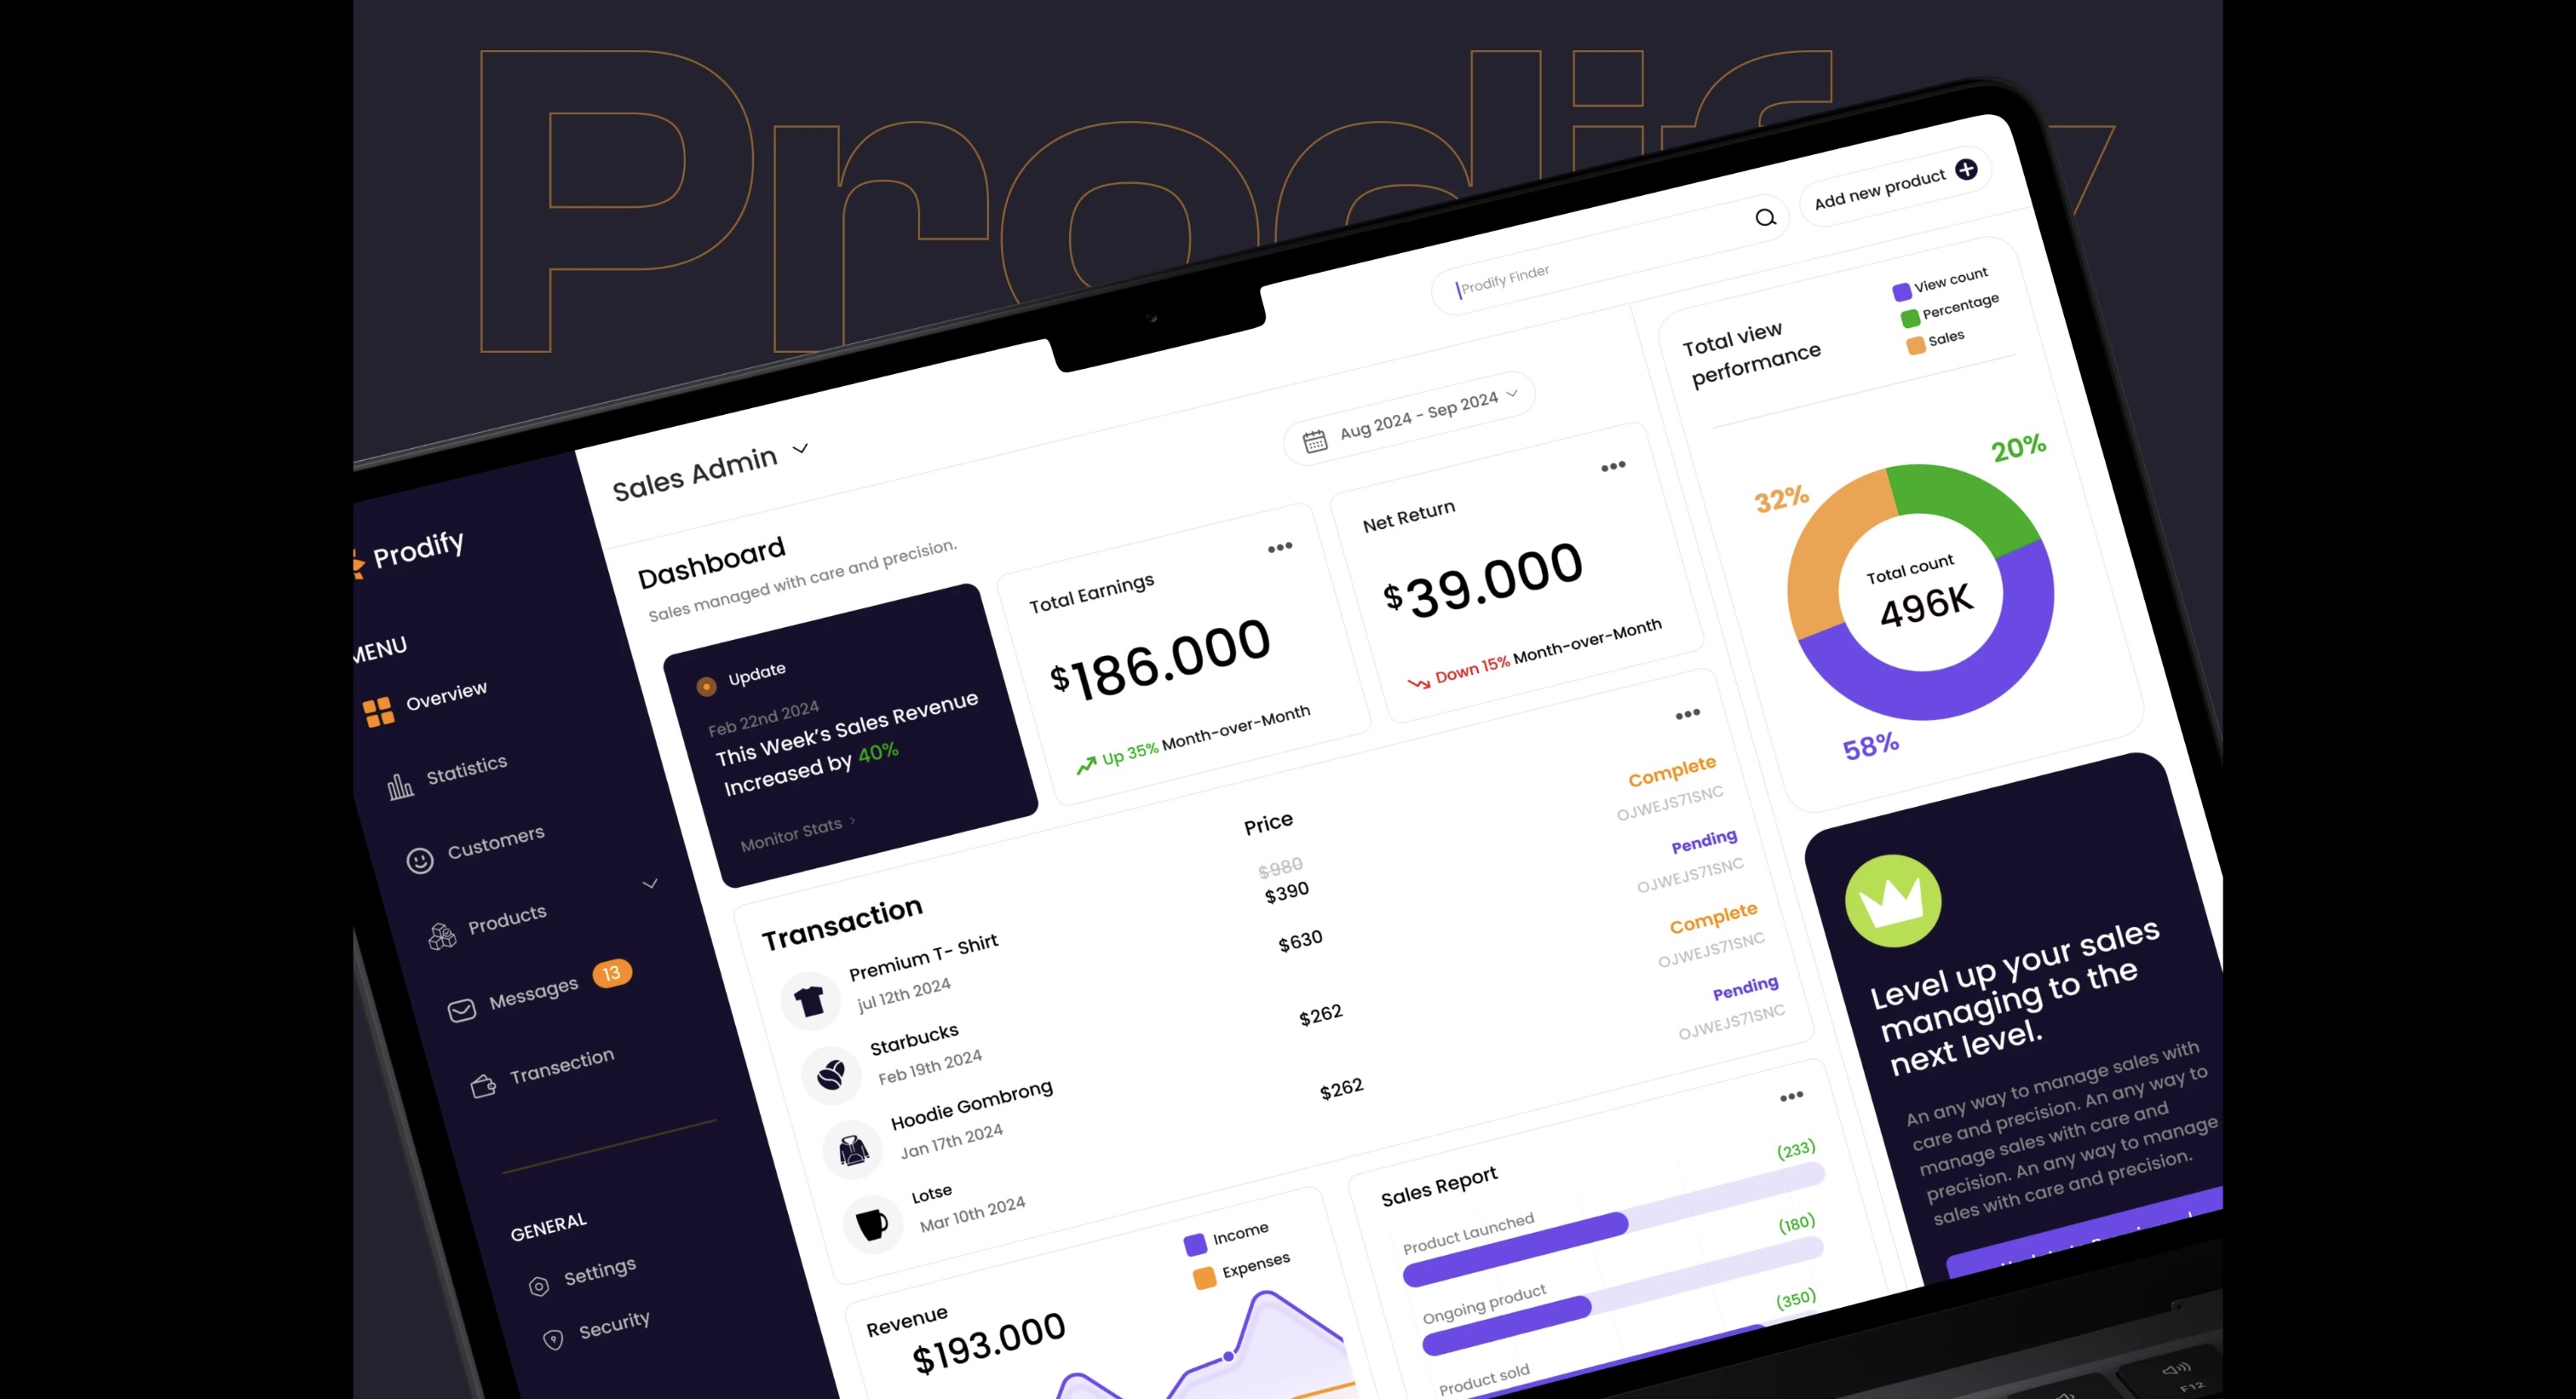 Prodify
Prodify
MENU
Overview
Statistics
Customers
Products
Messages 13
Transection
GENERAL
Settings
Security
Sales Admin
Prodify Finder
Add new product
Dashboard
Sales managed with care and precision.
Aug 2024 - Sep 2024
Update
Feb 22nd 2024
This Week's Sales Revenue
Increased by 40%
Monitor Stats >
Total Earnings
$186.000
Up 35% Month-over-Month
Net Return
$39.000
Down 15% Month-over-Month
Transaction
Price
Premium T- Shirt
jul 12th 2024
$980
$390
Complete
OJWEJS71SNC
Starbucks
Feb 19th 2024
$630
Pending
OJWEJS71SNC
Hoodie Gombrong
Jan 17th 2024
$262
Complete
OJWEJS71SNC
Lotse
Mar 10th 2024
$262
Pending
OJWEJS71SNC
Revenue
$193.000
Income
Expenses
Sales Report
Product Launched
(233)
Ongoing product
(180)
Product sold
(350)
Total view
performance
View count
Percentage
Sales
20%
32%
58%
Total count
496K
Level up your sales
managing to the
next level.
An any way to manage sales with
care and precision. An any way to
manage sales with care and
precision. An any way to manage
sales with care and precision.
F12